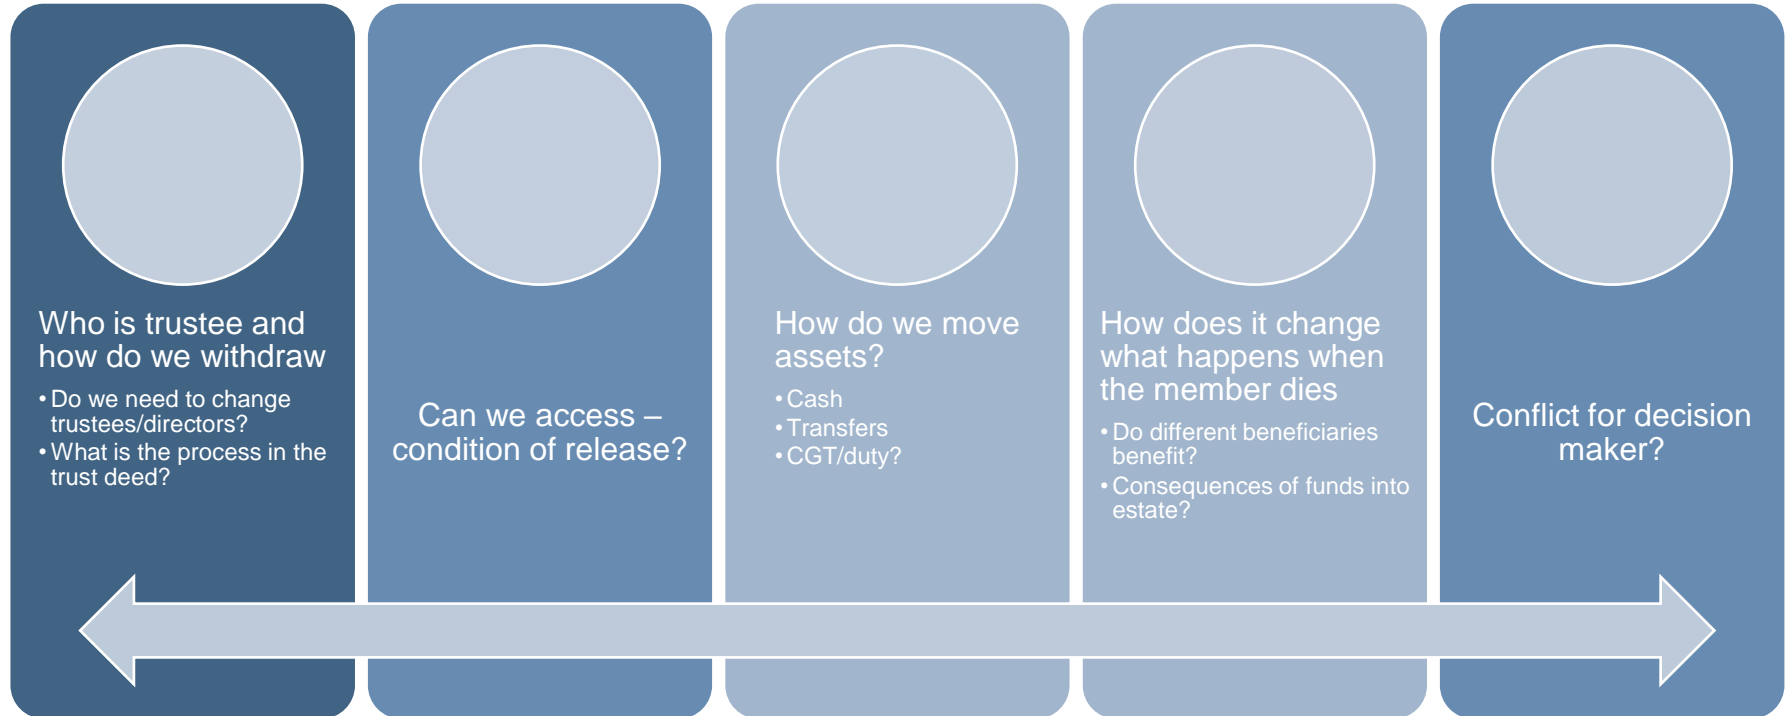 Who is trustee and
how do we withdraw
• Do we need to change
trustees/directors?
• What is the process in the
trust deed?
Can we access –
condition of release?
How do we move
assets?
• Cash
• Transfers
• CGT/duty?
How does it change
what happens when
the member dies
• Do different beneficiaries
benefit?
• Consequences of funds into
estate?
Conflict for decision
maker?